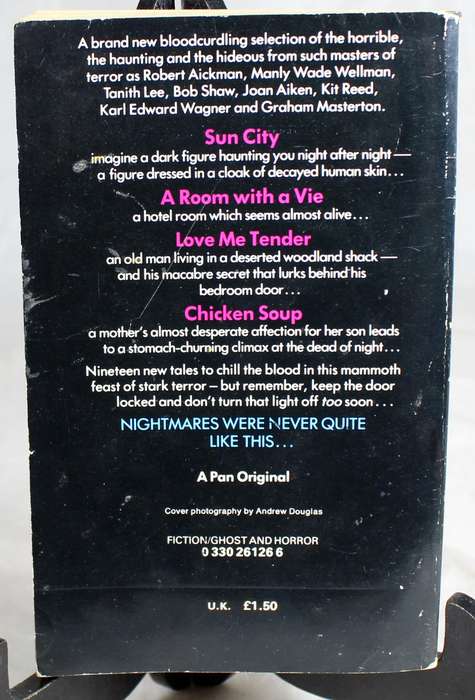 A brand new bloodcurdling selection of the horrible,
the haunting and the hideous from such masters of
terror as Robert Aickman, Manly Wade Wellman,
Tanith Lee, Bob Shaw, Joan Aiken, Kit Reed,
Karl Edward Wagner and Graham Masterton.
Sun City
imagine a dark figure haunting you night after night —
a figure dressed in a cloak of decayed human skin...
A Room with a Vie
a hotel room which seems almost alive...
Love Me Tender
an old man living in a deserted woodland shack —
and his macabre secret that lurks behind his
bedroom door...
Chicken Soup
a mother's almost desperate affection for her son leads
to a stomach-churning climax at the dead of night...
Nineteen new tales to chill the blood in this mammoth
feast of stark terror – but remember, keep the door
locked and don't turn that light off too soon...
NIGHTMARES WERE NEVER QUITE
LIKE THIS...
A Pan Original
Cover photography by Andrew Douglas
FICTION/GHOST AND HORROR
0 330 26126 6
U.K. £1.50